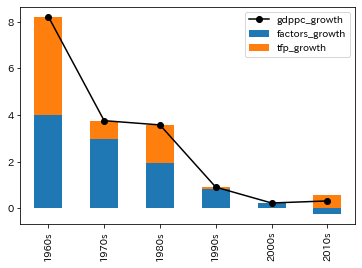 8
6
4
2
0
gdppc_growth
factors_growth
tfp_growth
1960s
1970s
1980s
1990s
2000s
2010s